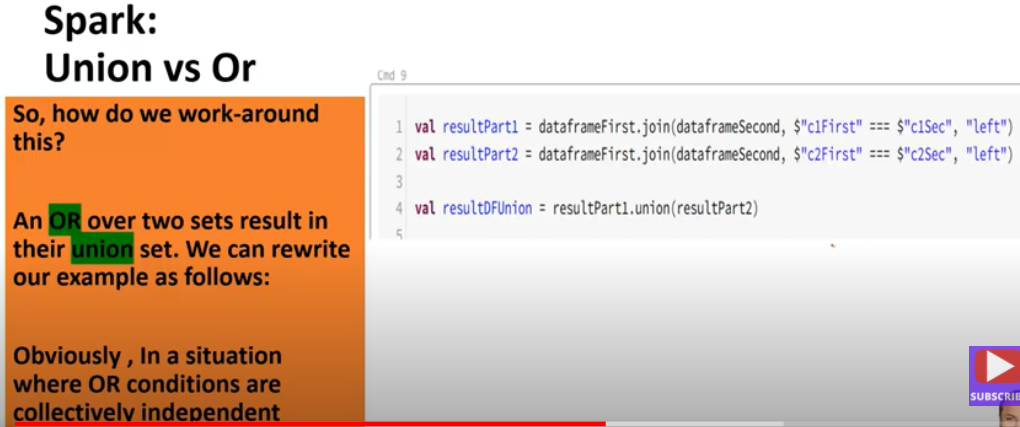 Spark:
Union vs Or
So, how do we work-around
this?
An OR over two sets result in
their union set. We can rewrite
our example as follows:
Obviously , In a situation
where OR conditions are
collectively independent
Cmd 9
1 val resultPart1 = dataframeFirst.join(dataframeSecond, $"c1First" === $"c1Sec", "left")
2 val resultPart2 = dataframeFirst.join(dataframeSecond, $"c2First" === $"c2Sec", "left")
3
4 val resultDFUnion = resultPart1.union(resultPart2)
5
SUBSCRIB